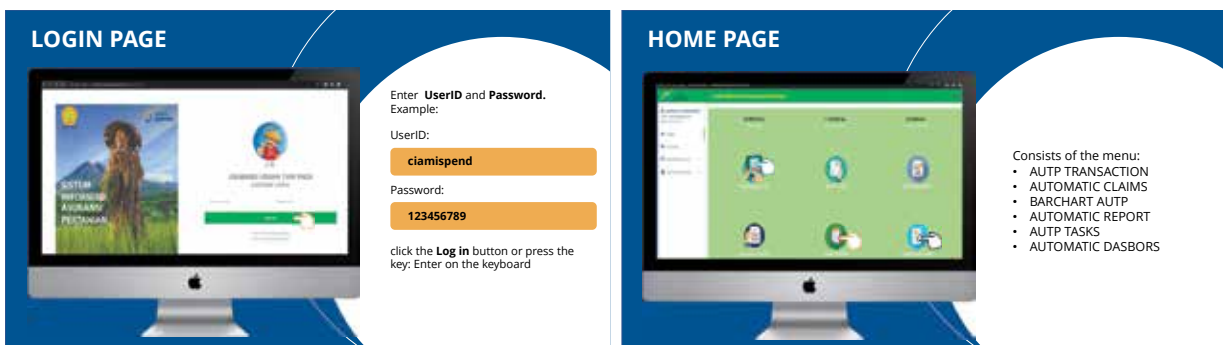 LOGIN PAGE
SISTEM
INFORMASI
ASURANSI
PERTANIAN
Enter UserID and Password.
Example:
UserID:
ciamispend
Password:
123456789
click the Log in button or press the
key: Enter on the keyboard
HOME PAGE
Consists of the menu:
• AUTP TRANSACTION
• AUTOMATIC CLAIMS
• BARCHART AUTP
• AUTOMATIC REPORT
• AUTP TASKS
• AUTOMATIC DASBORS